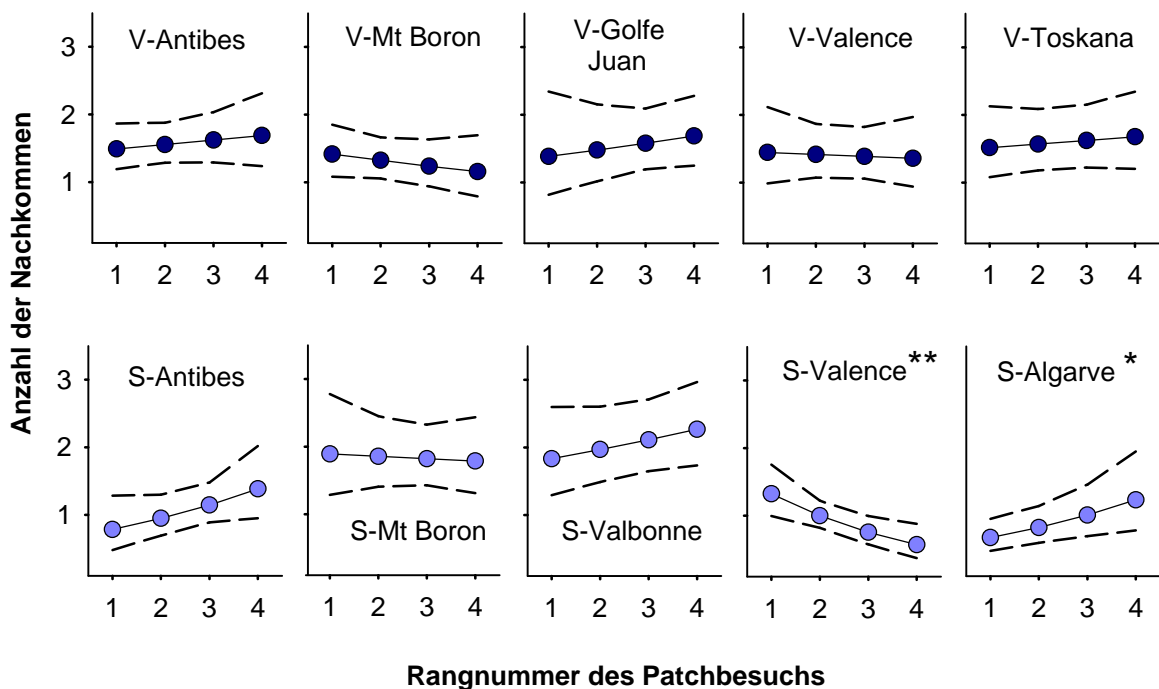 V-Antibes
V-Mt Boron
V-Golfe
Juan
V-Valence
V-Toskana
3
2
1
1 2 3 4
1 2 3 4
1 2 3 4
1 2 3 4
1 2 3 4
Anzahl der Nachkommen
S-Antibes
S-Mt Boron
S-Valbonne
S-Valence**
S-Algarve *
3
2
1
1 2 3 4
1 2 3 4
1 2 3 4
1 2 3 4
1 2 3 4
Rangnummer des Patchbesuchs